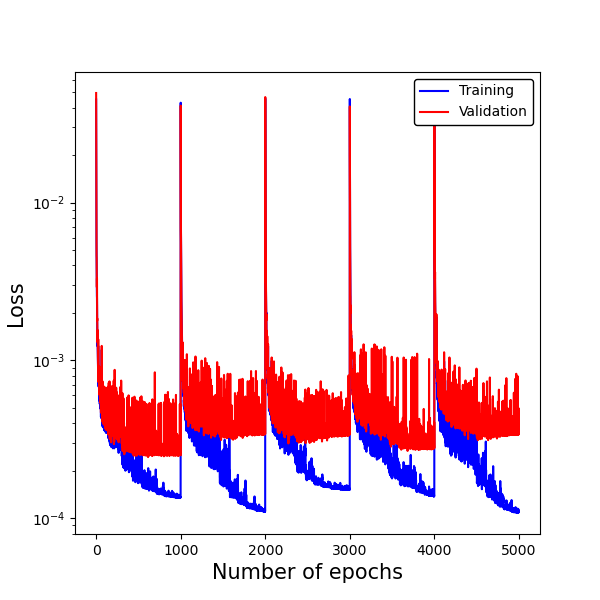 Training
Validation
Loss
10⁻²
10⁻³
10⁻⁴
0 1000 2000 3000 4000 5000
Number of epochs